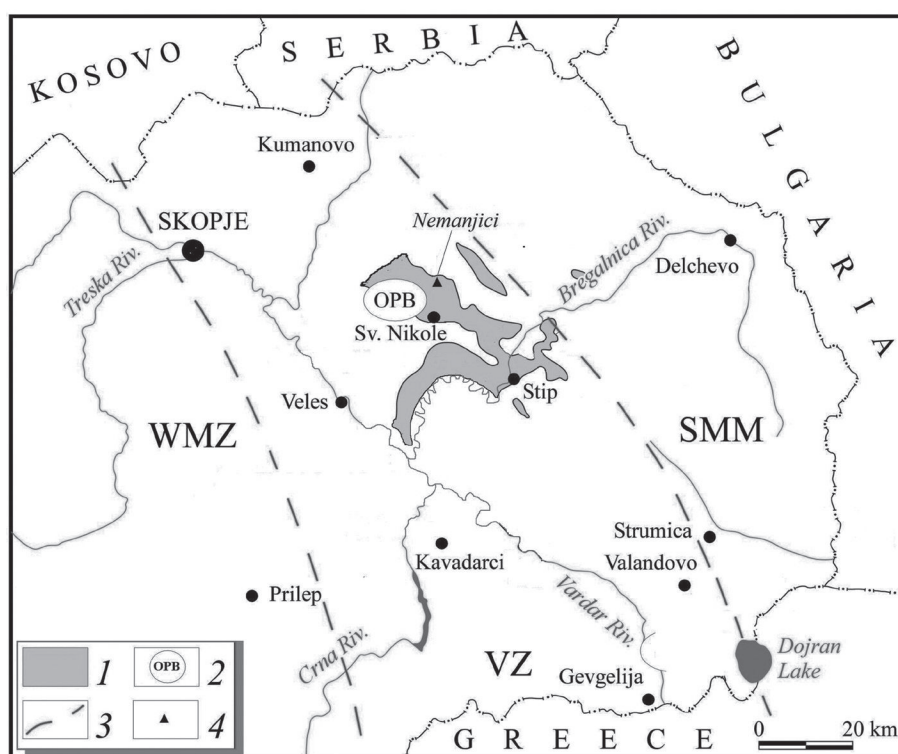 KOSOVO
SERBIA
BULGARIA
Kumanovo
SKOPJE
Treska Riv.
Nemanjici
OPB
Sv. Nikole
Bregalnica Riv.
Delchevo
Veles
Stip
WMZ
SMM
Kavadarci
Strumica
Valandovo
Prilep
Crna Riv.
Vardar Riv.
VZ
Gevgelija
Dojran
Lake
GREECE
1
OPB
2
3
4
0 20 km